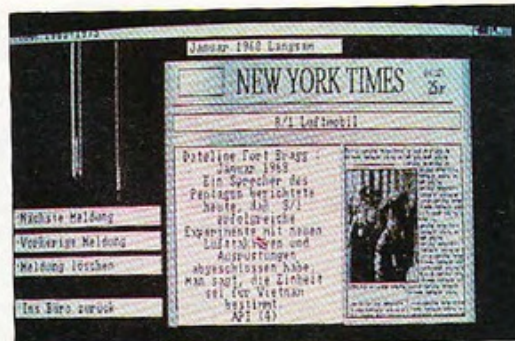 Januar 1968 Langsam
NEW YORK TIMES
25¢
8/1 Luftmobil
Dateline Fort Bragg :
Januar 1968
Ein Sprecher des
Pentagon berichtete
heute, daß 8/1
erfolgreiche
Experimente mit neuen
Lufttaktiken und
Ausrüstungen
abgeschlossen habe.
Man sagt, die Einheit
sei für Vietnam
bestimmt.
API (4)
Nächste Meldung
Vorherige Meldung
Meldung löschen
Ins Büro zurück